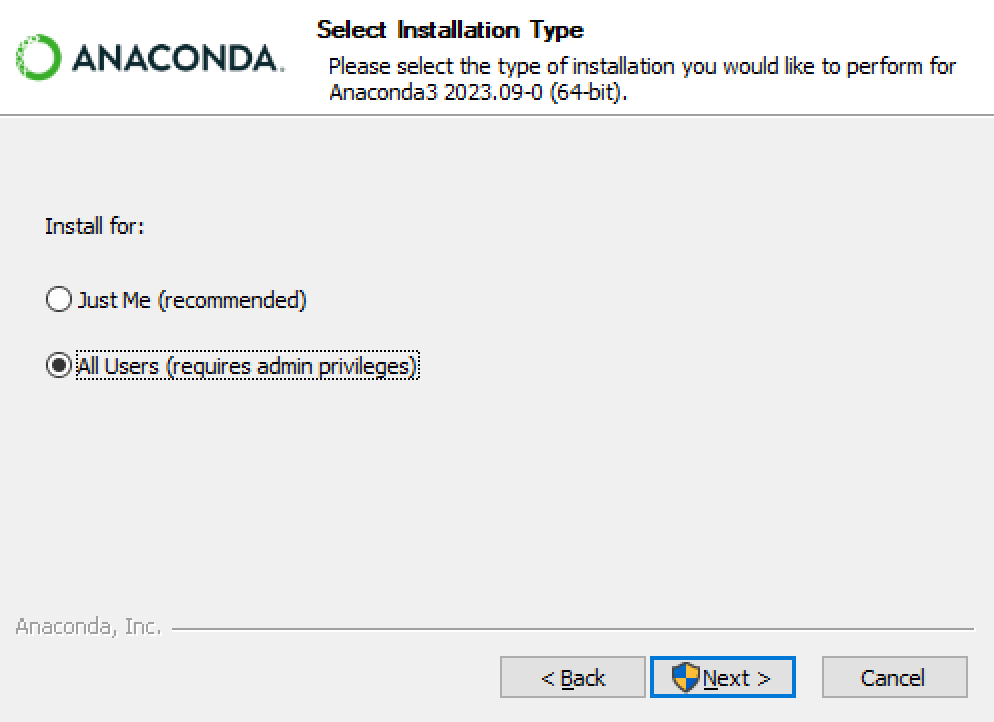 ANACONDA.
Select Installation Type
Please select the type of installation you would like to perform for
Anaconda3 2023.09-0 (64-bit).
Install for:
Just Me (recommended)
All Users (requires admin privileges)
Anaconda, Inc.
< Back
Next >
Cancel